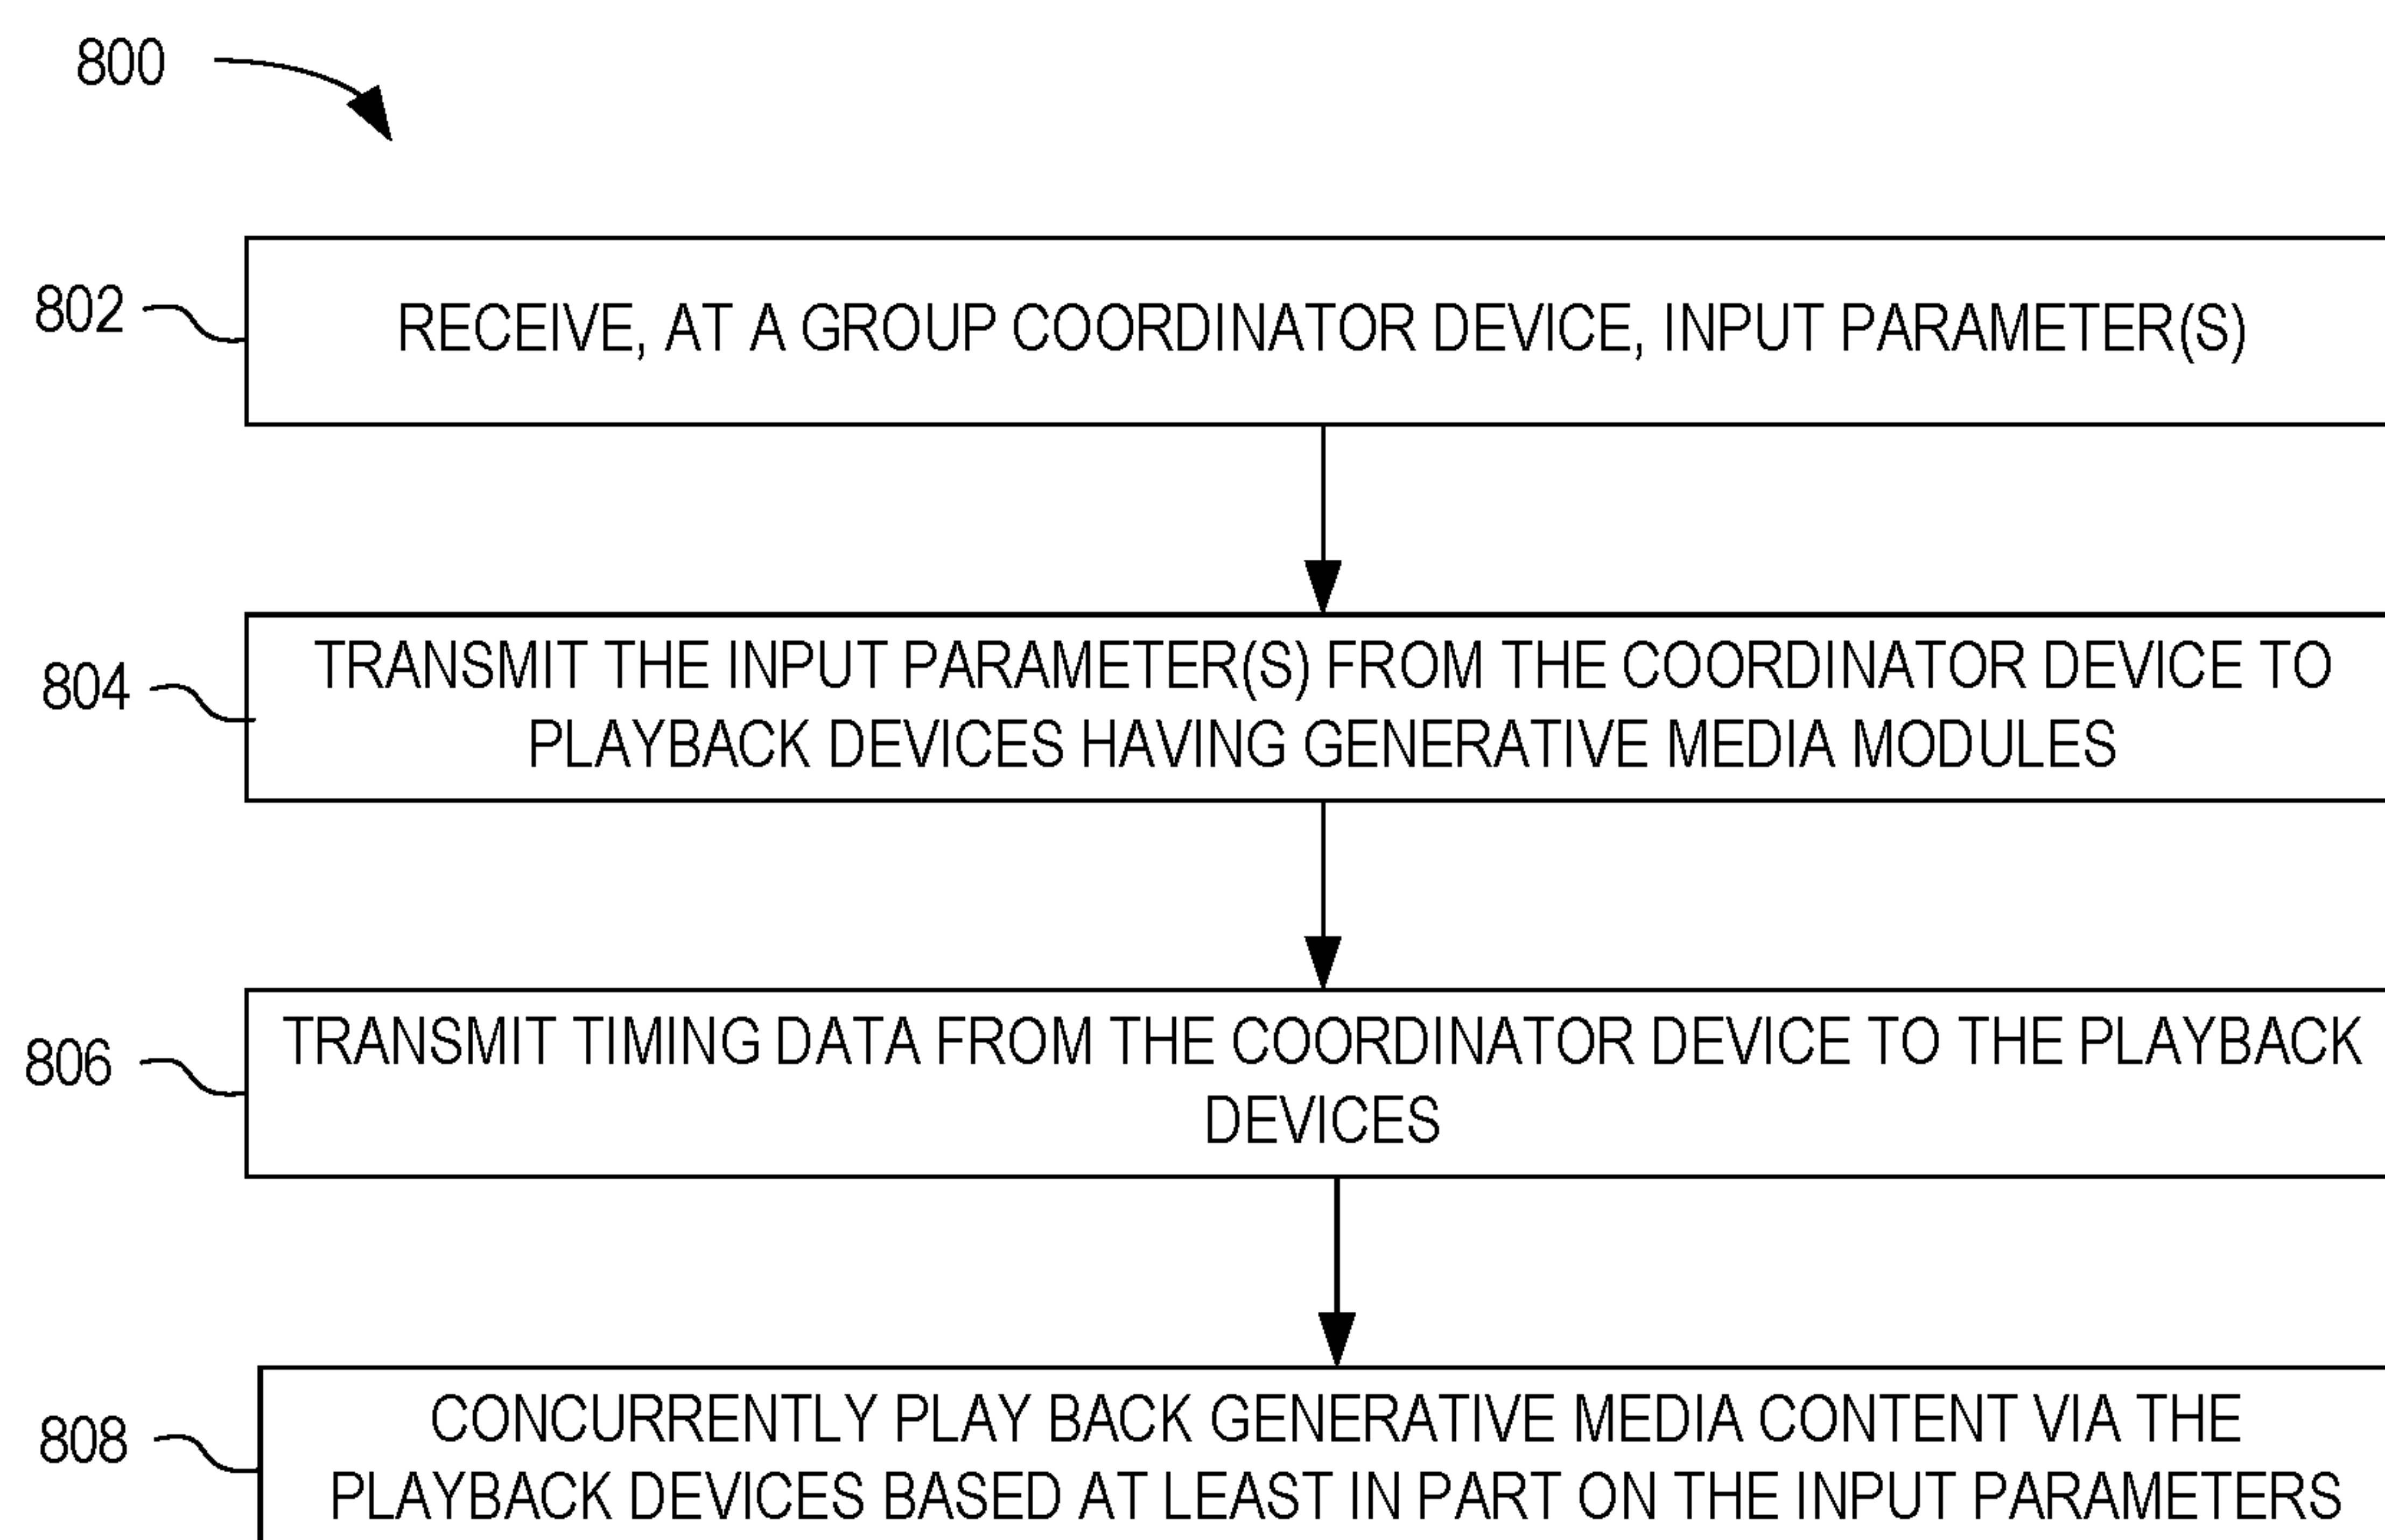 800
802
RECEIVE, AT A GROUP COORDINATOR DEVICE, INPUT PARAMETER(S)
804
TRANSMIT THE INPUT PARAMETER(S) FROM THE COORDINATOR DEVICE TO
PLAYBACK DEVICES HAVING GENERATIVE MEDIA MODULES
806
TRANSMIT TIMING DATA FROM THE COORDINATOR DEVICE TO THE PLAYBACK
DEVICES
808
CONCURRENTLY PLAY BACK GENERATIVE MEDIA CONTENT VIA THE
PLAYBACK DEVICES BASED AT LEAST IN PART ON THE INPUT PARAMETERS